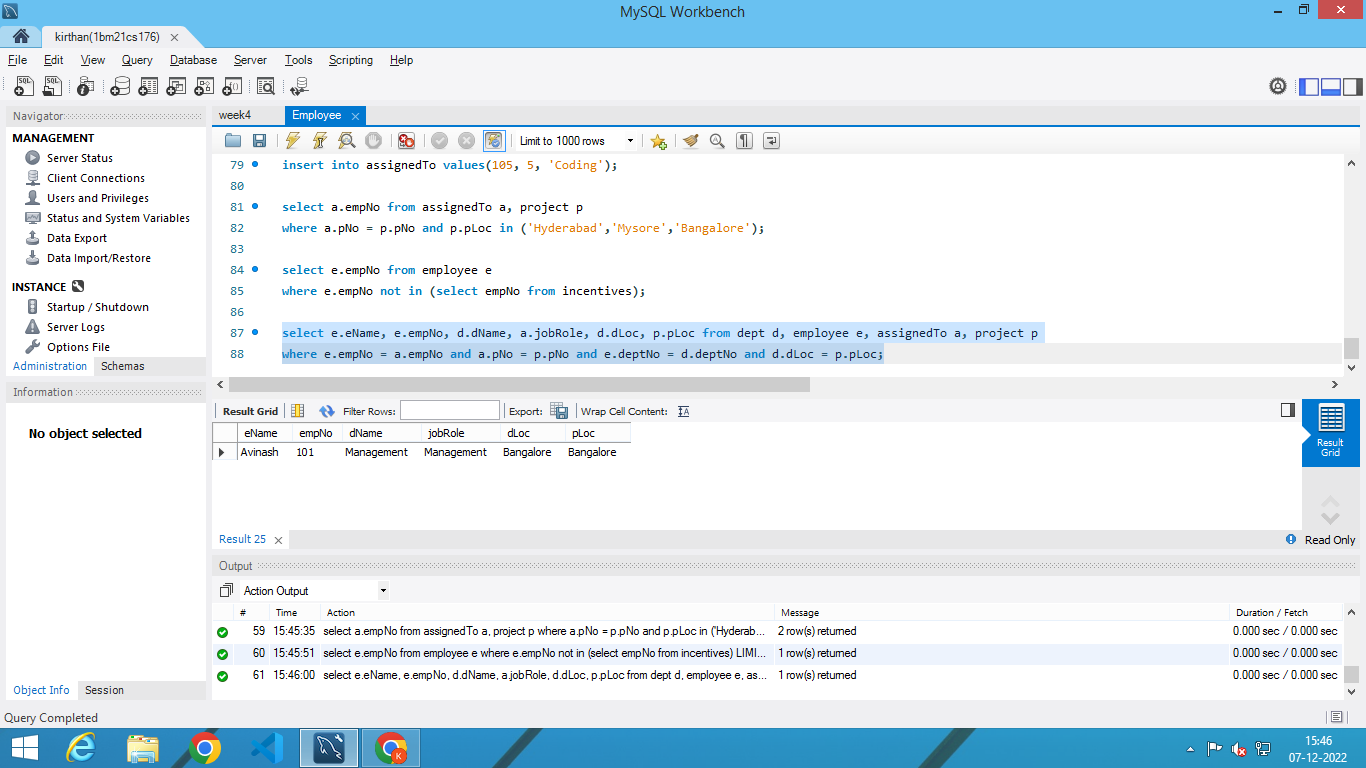 MySQL Workbench
kirthan(1bm21cs176)
File Edit View Query Database Server Tools Scripting Help
Navigator
MANAGEMENT
Server Status
Client Connections
Users and Privileges
Status and System Variables
Data Export
Data Import/Restore
INSTANCE
Startup / Shutdown
Server Logs
Options File
Administration Schemas
Information
No object selected
Object Info Session
week4 Employee
Limit to 1000 rows
79 insert into assignedTo values(105, 5, 'Coding');
80
81 select a.empNo from assignedTo a, project p
82 where a.pNo = p.pNo and p.pLoc in ('Hyderabad','Mysore','Bangalore');
83
84 select e.empNo from employee e
85 where e.empNo not in (select empNo from incentives);
86
87 select e.eName, e.empNo, d.dName, a.jobRole, d.dLoc, p.pLoc from dept d, employee e, assignedTo a, project p
88 where e.empNo = a.empNo and a.pNo = p.pNo and e.deptNo = d.deptNo and d.dLoc = p.pLoc;
Result Grid Filter Rows: Export: Wrap Cell Content:
eName empNo dName jobRole dLoc pLoc
Avinash 101 Management Management Bangalore Bangalore
Result
Grid
Result 25 Read Only
Output
Action Output
# Time Action Message Duration / Fetch
59 15:45:35 select a.empNo from assignedTo a, project p where a.pNo = p.pNo and p.pLoc in ('Hyderab... 2 row(s) returned 0.000 sec / 0.000 sec
60 15:45:51 select e.empNo from employee e where e.empNo not in (select empNo from incentives) LIMI... 1 row(s) returned 0.000 sec / 0.000 sec
61 15:46:00 select e.eName, e.empNo, d.dName, a.jobRole, d.dLoc, p.pLoc from dept d, employee e, as... 1 row(s) returned 0.000 sec / 0.000 sec
Query Completed
15:46
07-12-2022